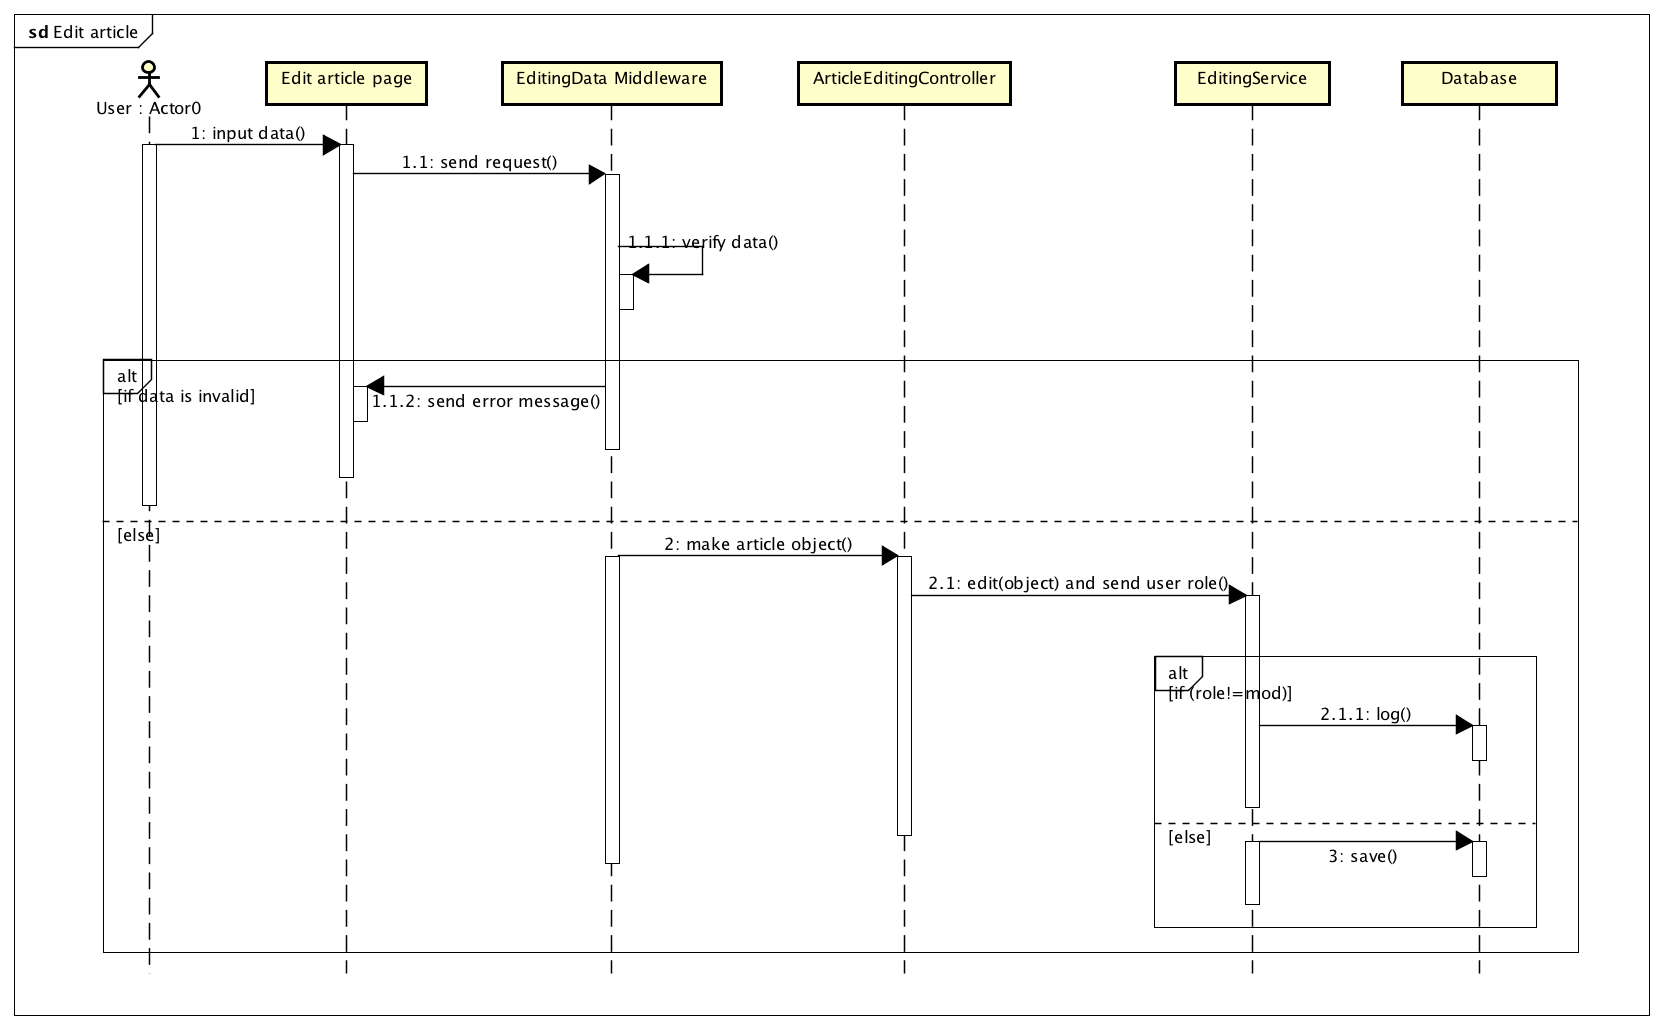 sd Edit article
User : Actor0
Edit article page
EditingData Middleware
ArticleEditingController
EditingService
Database
1: input data()
1.1: send request()
1.1.1: verify data()
alt
[if data is invalid]
1.1.2: send error message()
[else]
2: make article object()
2.1: edit(object) and send user role()
alt
[if (role!=mod)]
2.1.1: log()
[else]
3: save()